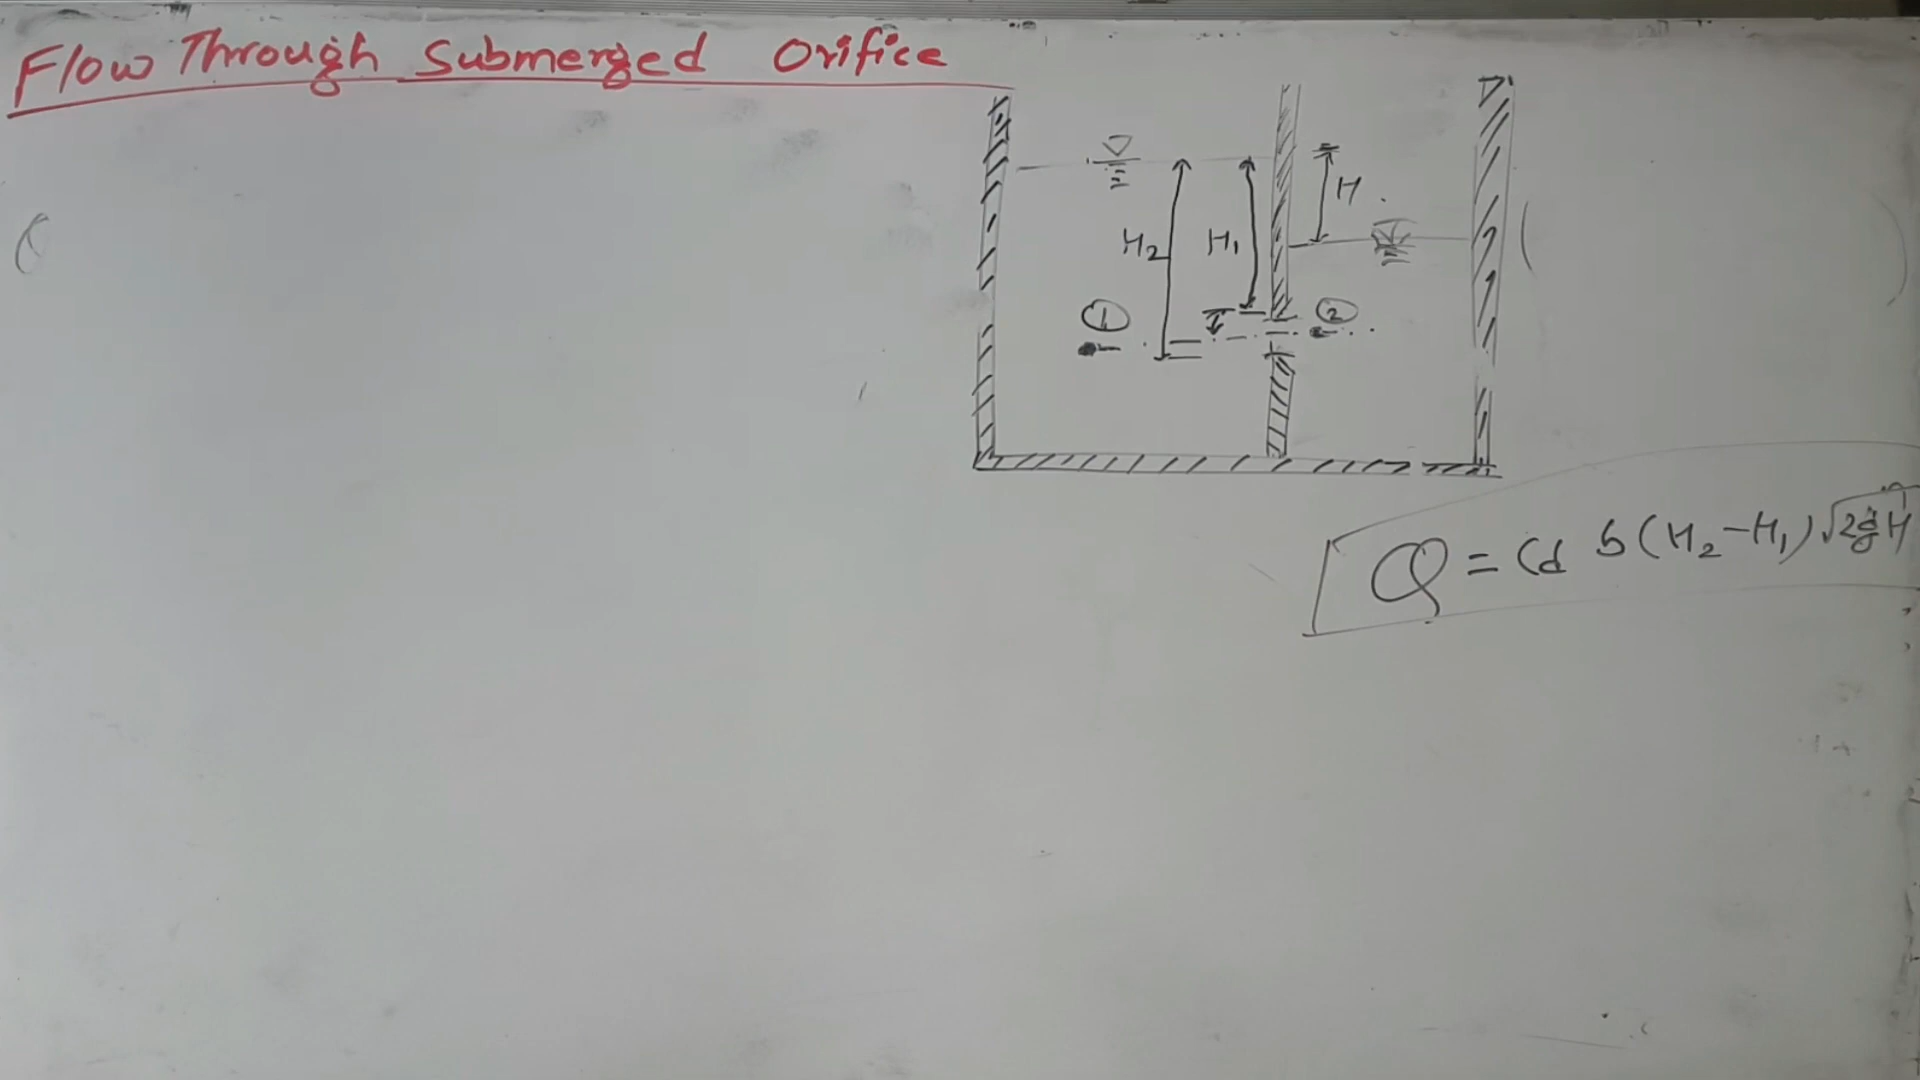 Flow Through Submerged Orifice
H
H₂
H₁
1
2
Q = Cd b (H₂-H₁) √2gH